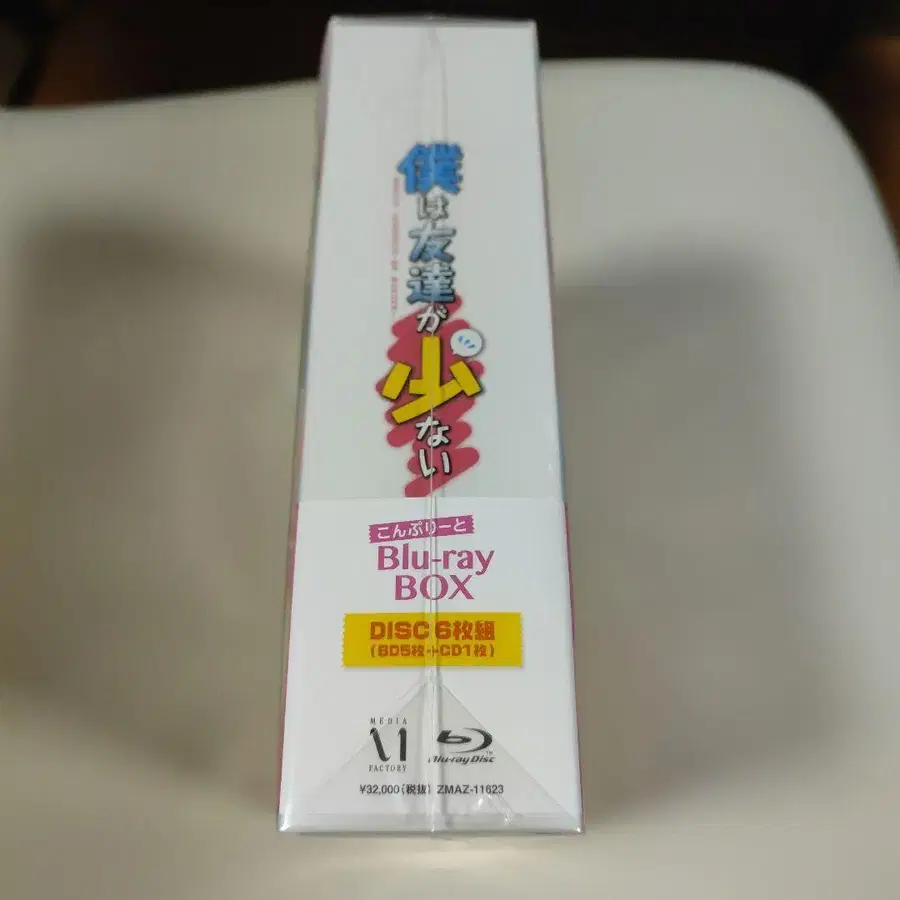 僕は友達が少ない
こんぷりーと
Blu-ray
BOX
DISC 6枚組
(BD5枚+CD1枚)
MEDIA
FACTORY
Blu-ray Disc
¥32,000(税抜) ZMAZ-11623